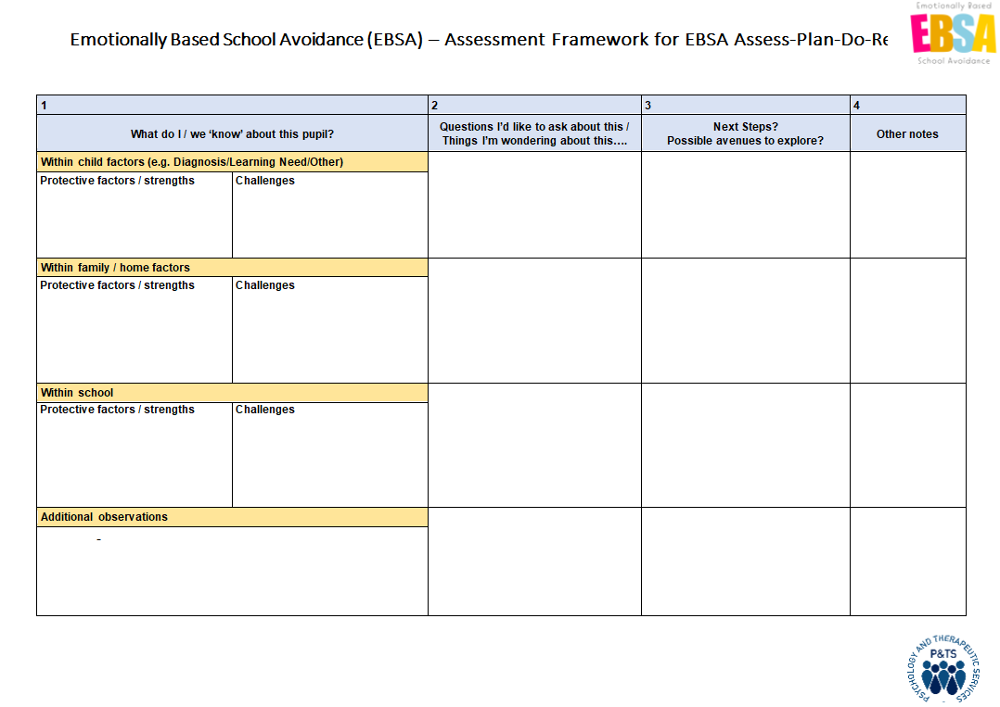 Emotionally Based
EBSA
School Avoidance
Emotionally Based School Avoidance (EBSA) – Assessment Framework for EBSA Assess-Plan-Do-Re
1 2 3 4
What do I / we ‘know’ about this pupil?
Questions I’d like to ask about this /
Things I’m wondering about this….
Next Steps?
Possible avenues to explore?
Other notes
Within child factors (e.g. Diagnosis/Learning Need/Other)
Protective factors / strengths Challenges
Within family / home factors
Protective factors / strengths Challenges
Within school
Protective factors / strengths Challenges
Additional observations
-
PSYCHOLOGY AND THERAPEUTIC SERVICES
P&TS